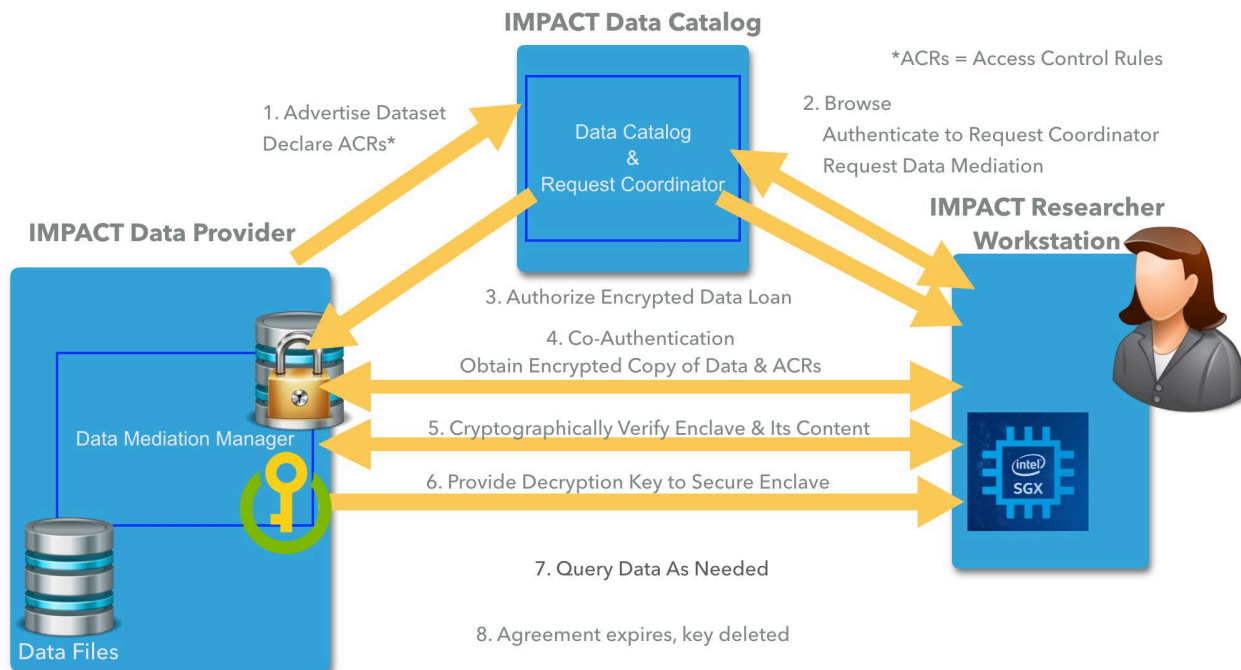 IMPACT Data Catalog
*ACRs = Access Control Rules
1. Advertise Dataset
Declare ACRs*
2. Browse
Authenticate to Request Coordinator
Request Data Mediation
Data Catalog
&
Request Coordinator
IMPACT Data Provider
IMPACT Researcher
Workstation
3. Authorize Encrypted Data Loan
4. Co-Authentication
Obtain Encrypted Copy of Data & ACRs
Data Mediation Manager
5. Cryptographically Verify Enclave & Its Content
6. Provide Decryption Key to Secure Enclave
intel
SGX
7. Query Data As Needed
8. Agreement expires, key deleted
Data Files